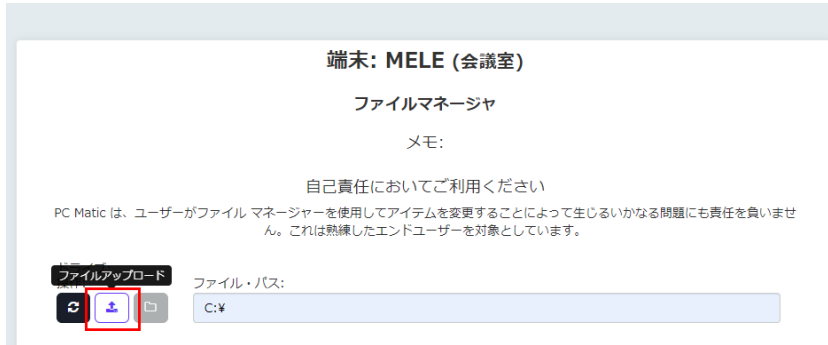 端末: MELE (会議室)
ファイルマネージャ
メモ:
自己責任においてご利用ください
PC Matic は、ユーザーがファイル マネージャーを使用してアイテムを変更することによって生じるいかなる問題にも責任を負いませ
ん。これは熟練したエンドユーザーを対象としています。
ファイルアップロード
ファイル・パス:
C:¥